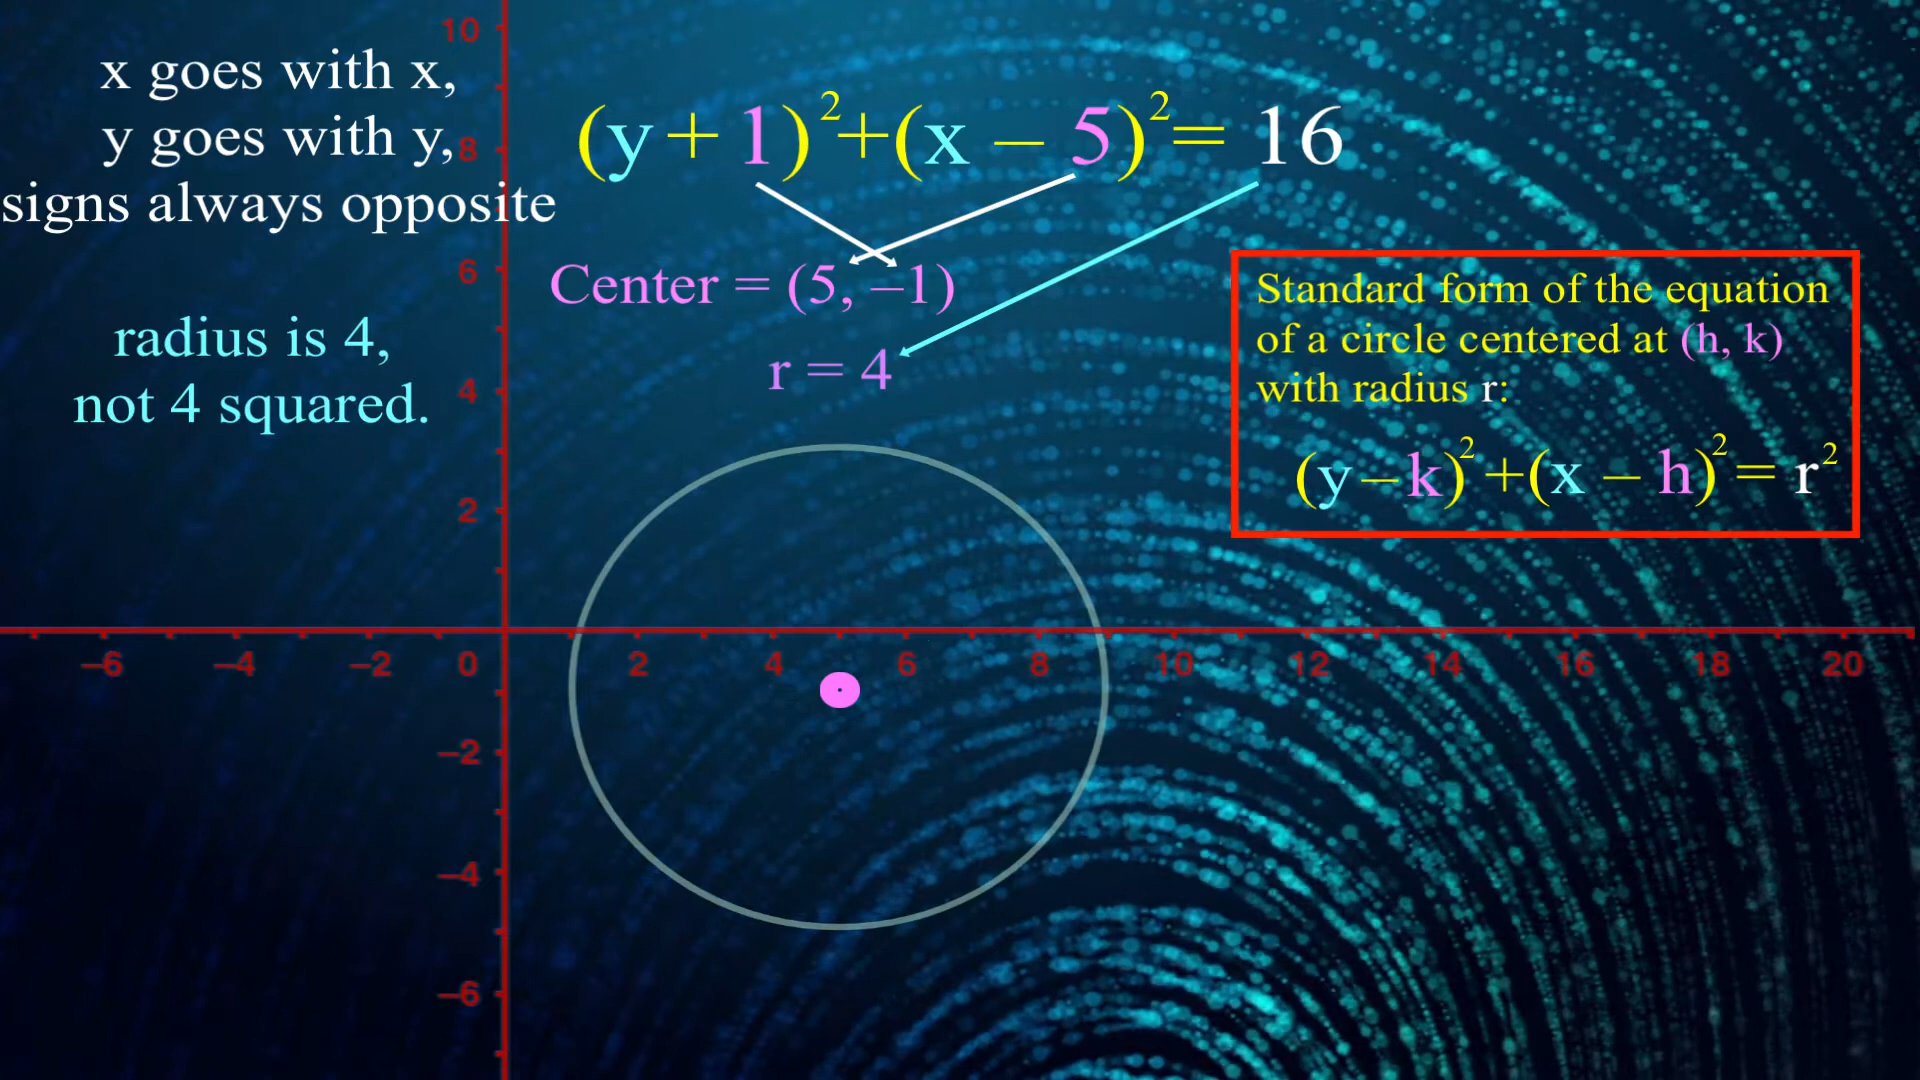 x goes with x,
y goes with y,
signs always opposite
radius is 4,
not 4 squared.
(y + 1)²+(x – 5)²= 16
Center = (5, –1)
r = 4
Standard form of the equation
of a circle centered at (h, k)
with radius r:
(y – k)²+(x – h)²= r²
10
8
6
4
2
–6 –4 –2 0 2 4 6 8 10 12 14 16 18 20
–2
–4
–6